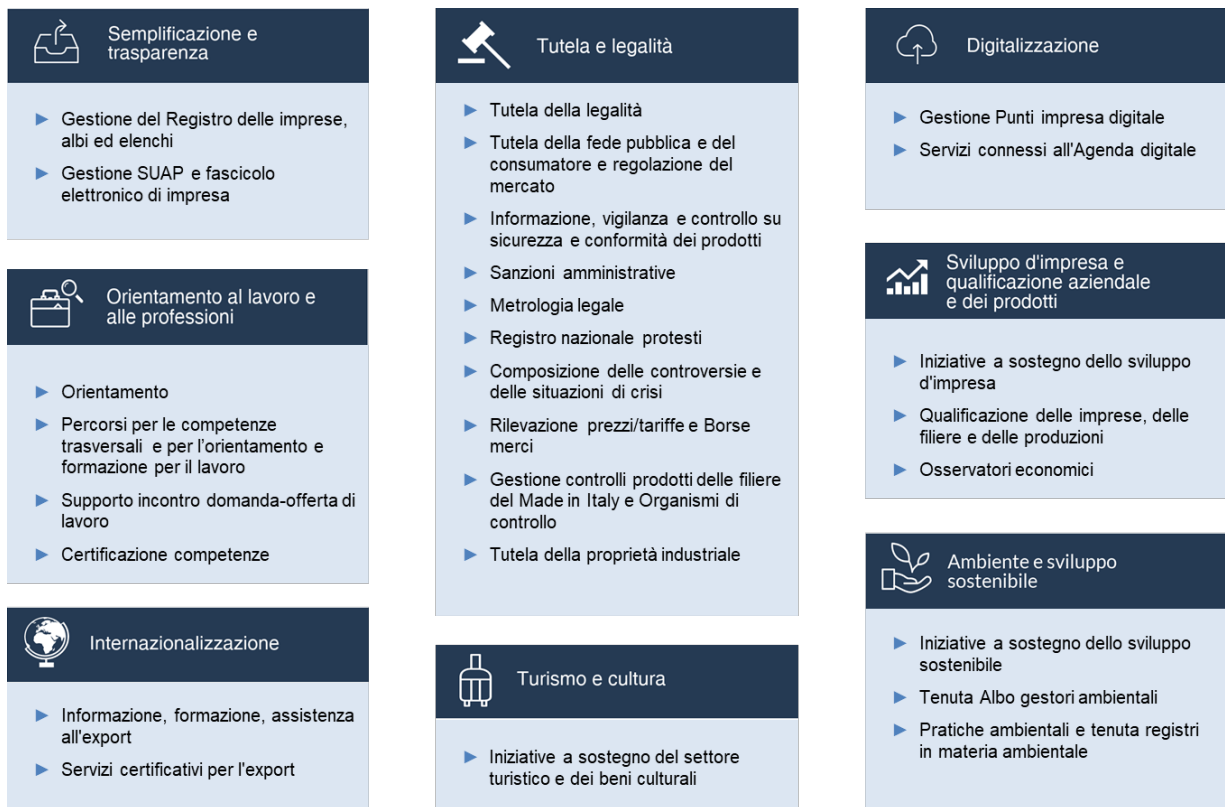 Semplificazione e
trasparenza
Gestione del Registro delle imprese,
albi ed elenchi
Gestione SUAP e fascicolo
elettronico di impresa
Orientamento al lavoro e
alle professioni
Orientamento
Percorsi per le competenze
trasversali e per l'orientamento e
formazione per il lavoro
Supporto incontro domanda-offerta di
lavoro
Certificazione competenze
Internazionalizzazione
Informazione, formazione, assistenza
all'export
Servizi certificativi per l'export
Tutela e legalità
Tutela della legalità
Tutela della fede pubblica e del
consumatore e regolazione del
mercato
Informazione, vigilanza e controllo su
sicurezza e conformità dei prodotti
Sanzioni amministrative
Metrologia legale
Registro nazionale protesti
Composizione delle controversie e
delle situazioni di crisi
Rilevazione prezzi/tariffe e Borse
merci
Gestione controlli prodotti delle filiere
del Made in Italy e Organismi di
controllo
Tutela della proprietà industriale
Turismo e cultura
Iniziative a sostegno del settore
turistico e dei beni culturali
Digitalizzazione
Gestione Punti impresa digitale
Servizi connessi all'Agenda digitale
Sviluppo d'impresa e
qualificazione aziendale
e dei prodotti
Iniziative a sostegno dello sviluppo
d'impresa
Qualificazione delle imprese, delle
filiere e delle produzioni
Osservatori economici
Ambiente e sviluppo
sostenibile
Iniziative a sostegno dello sviluppo
sostenibile
Tenuta Albo gestori ambientali
Pratiche ambientali e tenuta registri
in materia ambientale